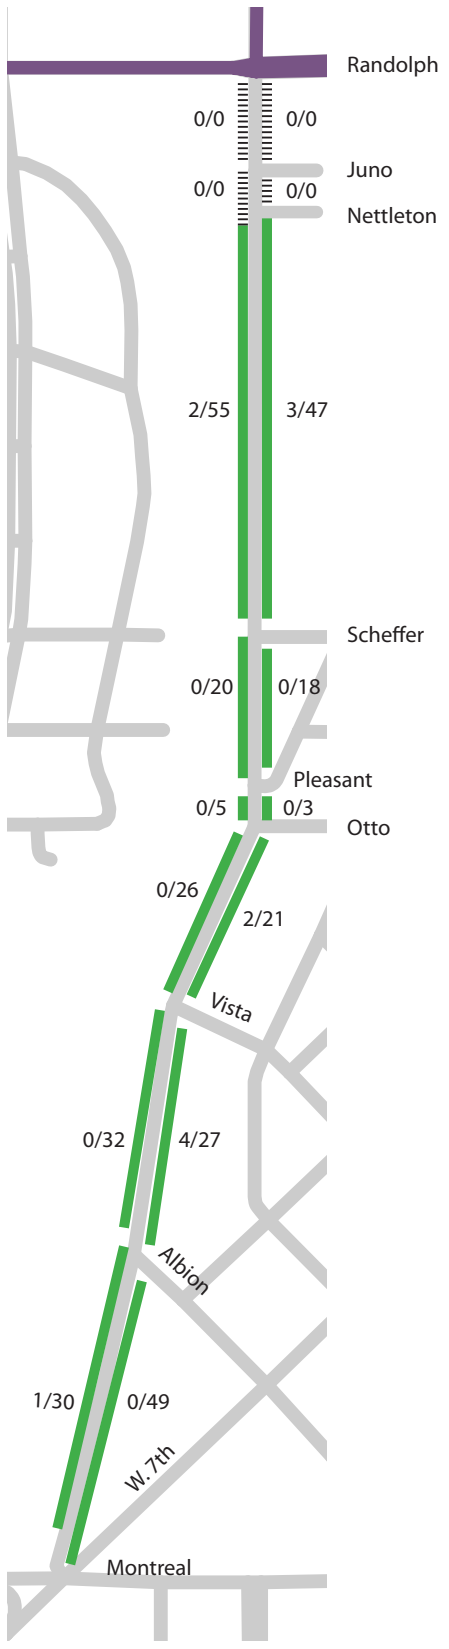 Randolph
0/0 0/0
Juno
0/0 0/0
Nettleton
2/55 3/47
Scheffer
0/20 0/18
Pleasant
0/5 0/3
Otto
0/26
2/21
Vista
0/32 4/27
Albion
1/30 0/49
W. 7th
Montreal